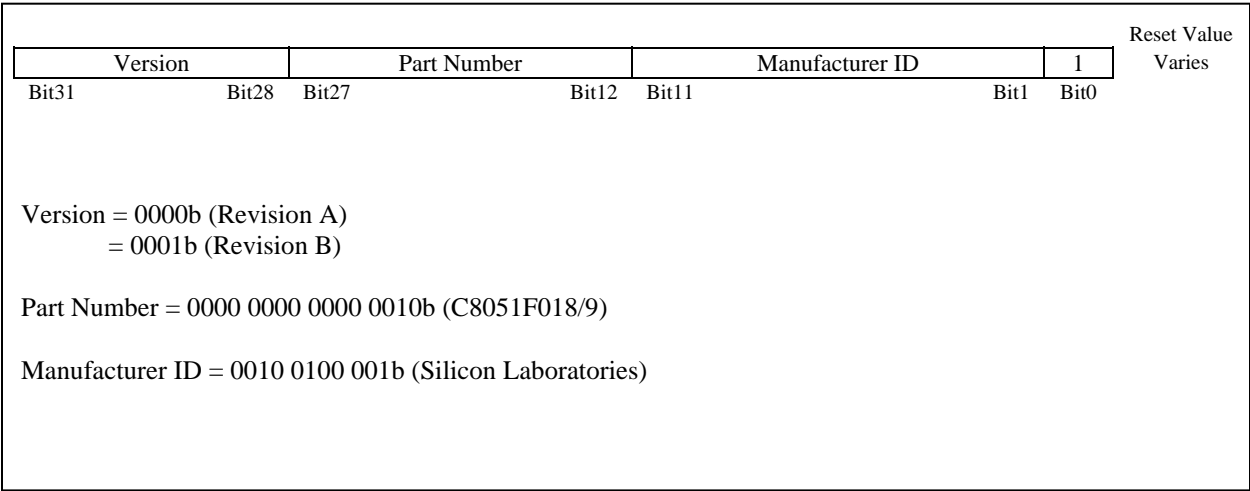 Reset Value
Version Part Number Manufacturer ID 1 Varies
Bit31 Bit28 Bit27 Bit12 Bit11 Bit1 Bit0
Version = 0000b (Revision A)
= 0001b (Revision B)
Part Number = 0000 0000 0000 0010b (C8051F018/9)
Manufacturer ID = 0010 0100 001b (Silicon Laboratories)